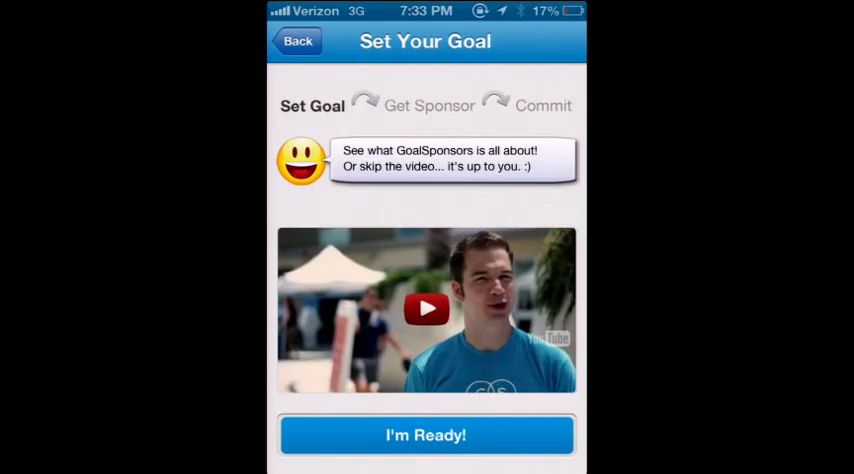 Verizon 3G 7:33 PM 17%
Back
Set Your Goal
Set Goal Get Sponsor Commit
See what GoalSponsors is all about!
Or skip the video... it's up to you. :)
YouTube
GS
I'm Ready!